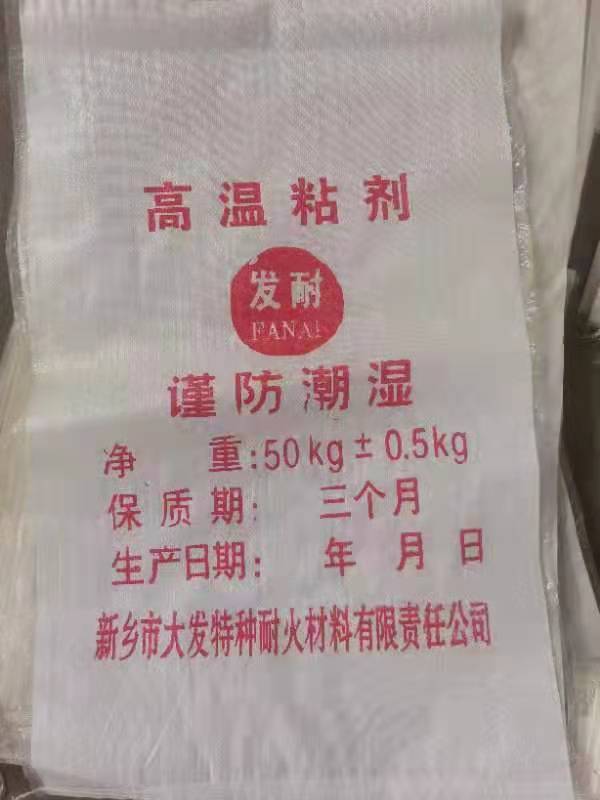 高温粘剂
发耐
FANAI
谨防潮湿
净 重:50kg±0.5kg
保质期: 三个月
生产日期: 年 月 日
新乡市大发特种耐火材料有限责任公司